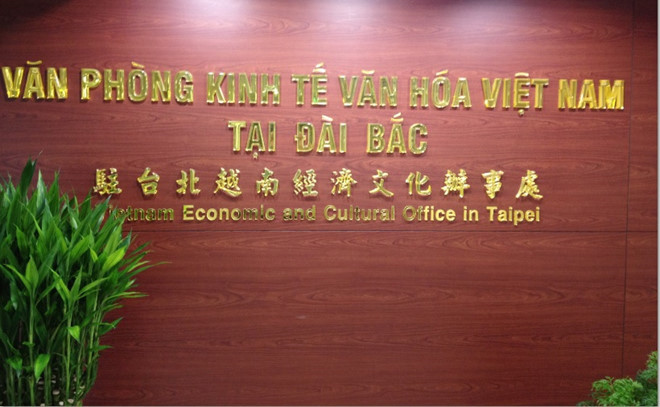 VĂN PHÒNG KINH TẾ VĂN HÓA VIỆT NAM
TẠI ĐÀI BẮC
駐台北越南經濟文化辦事處
Vietnam Economic and Cultural Office in Taipei